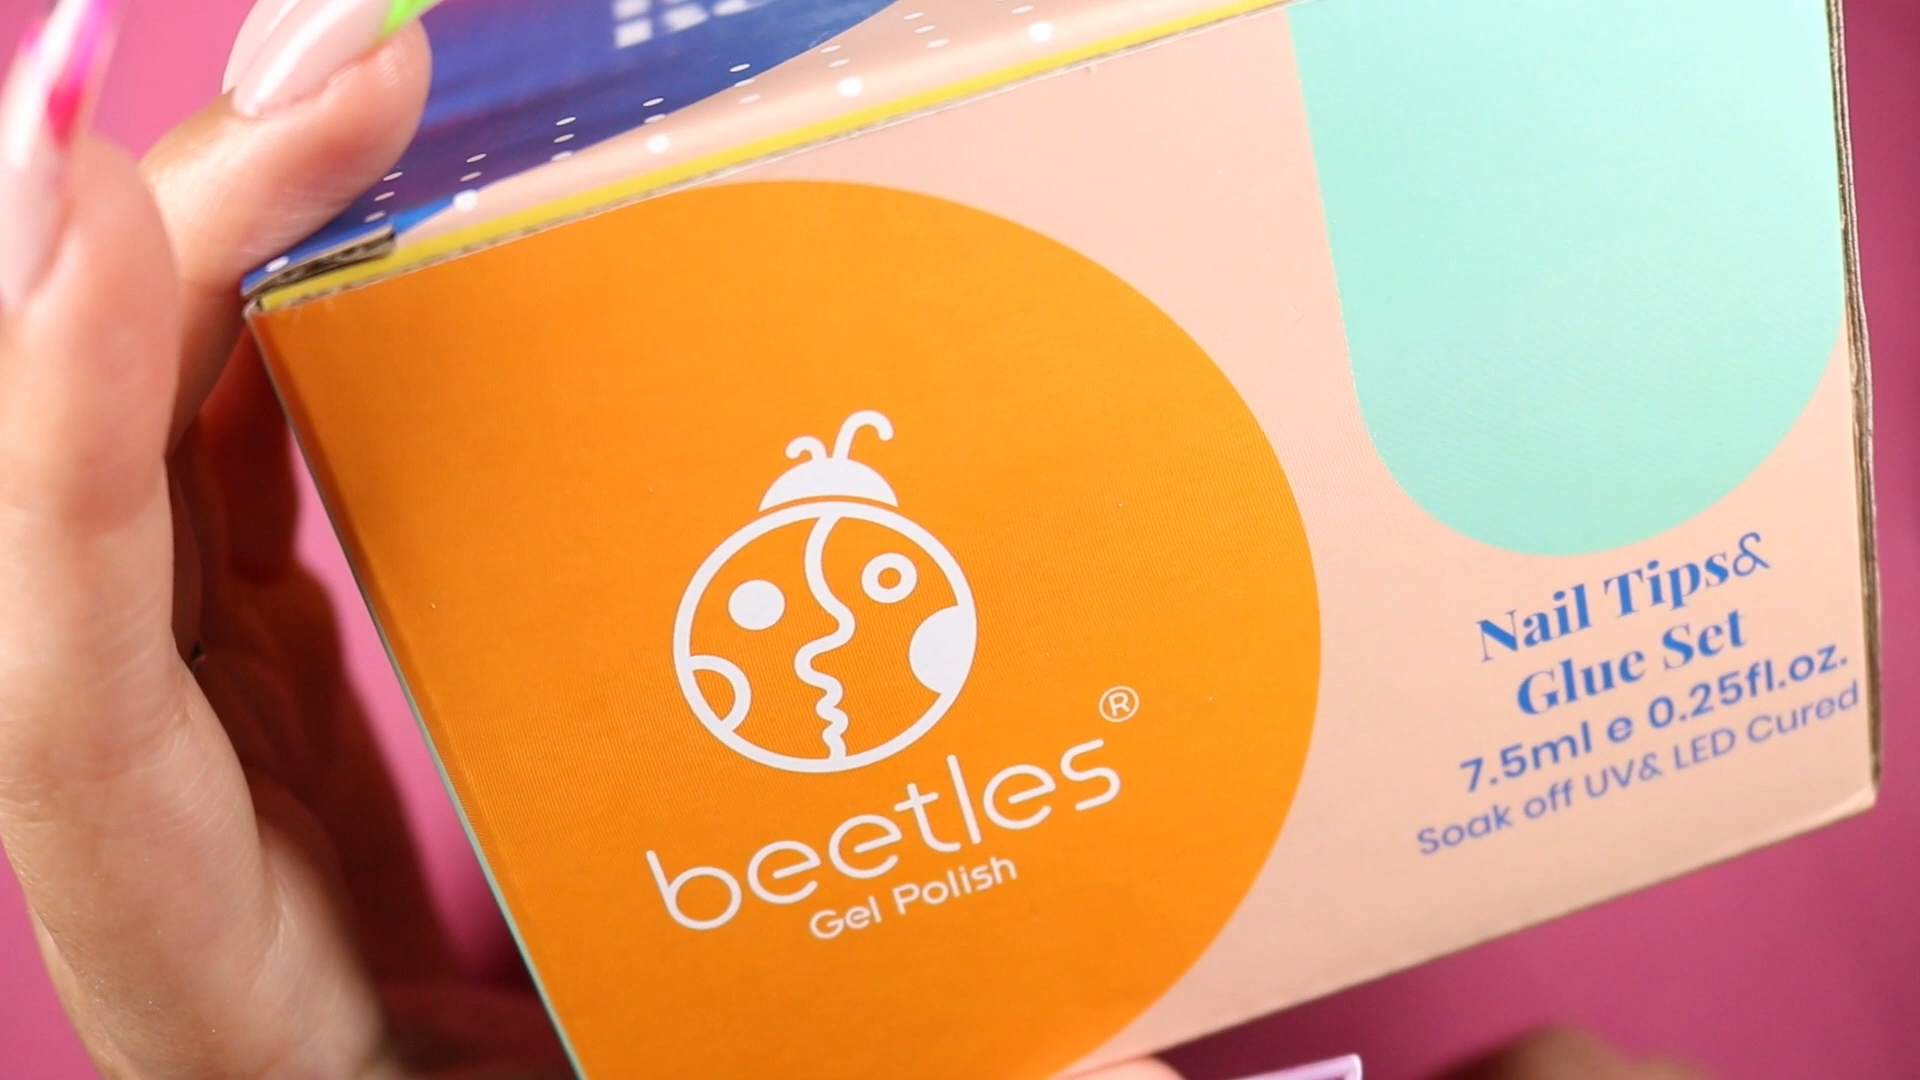 beetles®
Gel Polish
Nail Tips&
Glue Set
7.5ml e 0.25fl.oz.
Soak off UV& LED Cured